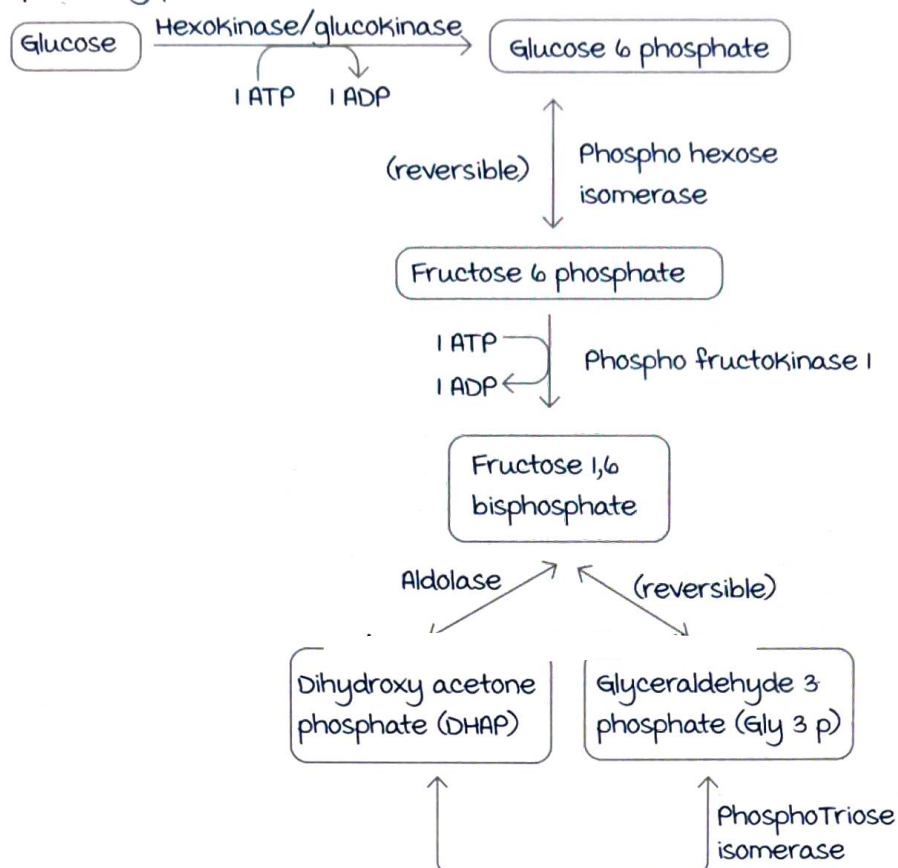 Glucose
Hexokinase/glucokinase
Glucose 6 phosphate
1 ATP 1 ADP
(reversible)
Phospho hexose
isomerase
Fructose 6 phosphate
1 ATP
1 ADP
Phospho fructokinase 1
Fructose 1,6
bisphosphate
Aldolase
(reversible)
Dihydroxy acetone
phosphate (DHAP)
Glyceraldehyde 3
phosphate (Gly 3 p)
PhosphoTriose
isomerase